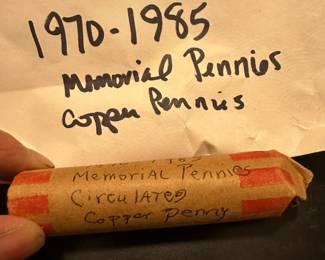 1970-1985
Memorial Pennies
Copper Pennies
Memorial Pennies
Circulated
Copper Penny